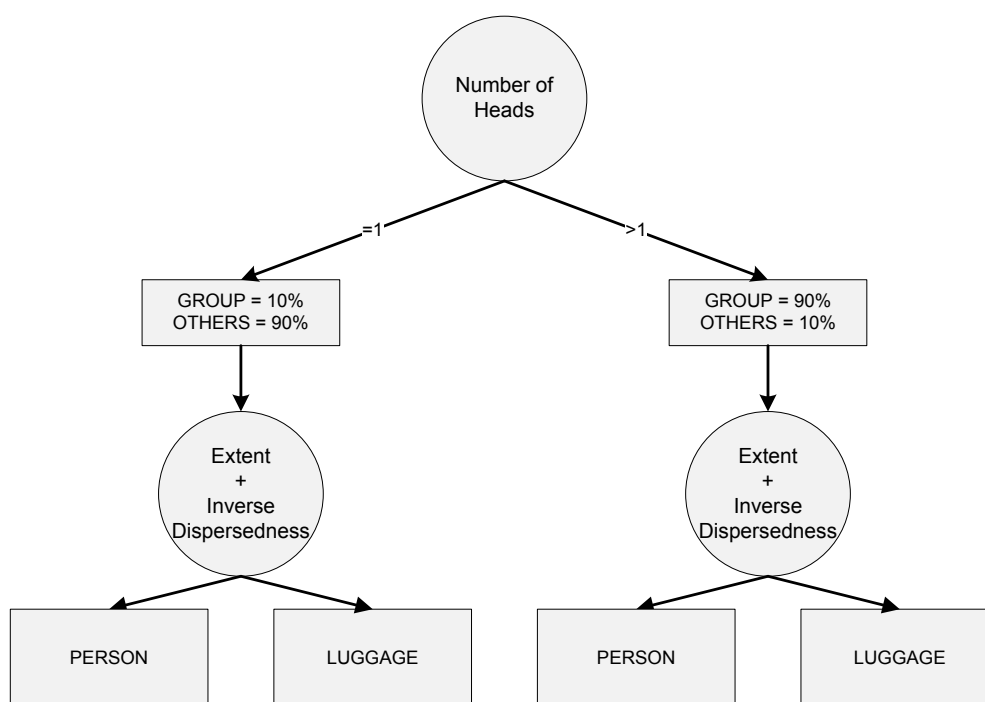 Number of
Heads
=1
>1
GROUP = 10%
OTHERS = 90%
GROUP = 90%
OTHERS = 10%
Extent
+
Inverse
Dispersedness
Extent
+
Inverse
Dispersedness
PERSON
LUGGAGE
PERSON
LUGGAGE